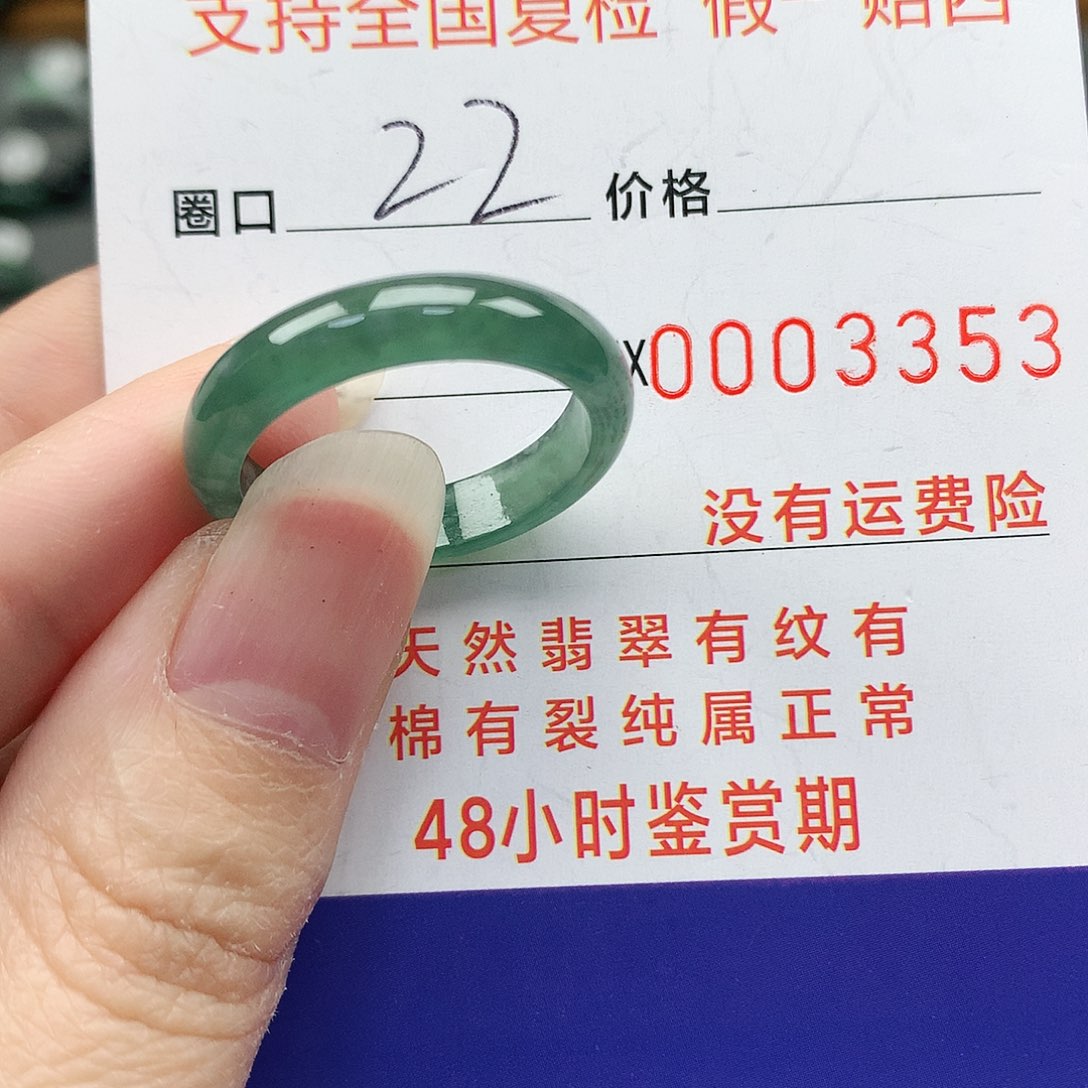 支持全国复检 假一赔四
圈口 22 价格
X0003353
没有运费险
天然翡翠有纹有
棉有裂纯属正常
48小时鉴赏期